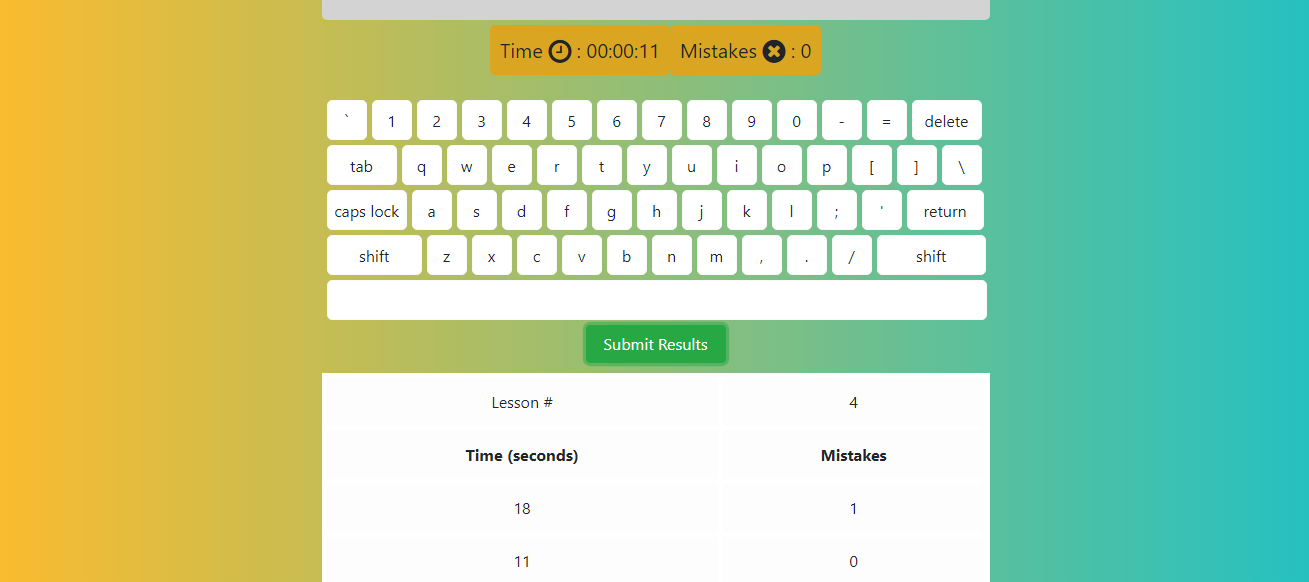 Time : 00:00:11 Mistakes : 0
` 1 2 3 4 5 6 7 8 9 0 - = delete
tab q w e r t y u i o p [ ] \
caps lock a s d f g h j k l ; ' return
shift z x c v b n m , . / shift
Submit Results
Lesson # 4
Time (seconds) Mistakes
18 1
11 0